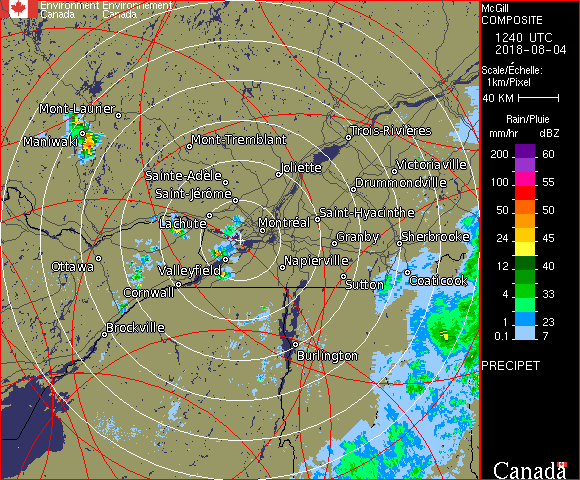 Environment Environnement
Canada Canada
McGill
COMPOSITE
1240 UTC
2018-08-04
Scale/Échelle:
1km/Pixel
40 KM
Rain/Pluie
mm/hr dBZ
200 60
100 55
50 50
24 45
12 40
4 33
1 23
0.1 7
PRECIPET
Canada
Mont-Laurier
Maniwaki
Mont-Tremblant
Trois-Rivières
Joliette
Victoriaville
Sainte-Adèle
Drummondville
Saint-Jérôme
Lachute
Saint-Hyacinthe
Montréal
Granby
Sherbrooke
Ottawa
Valleyfield
Napierville
Sutton
Coaticook
Cornwall
Brockville
Burlington